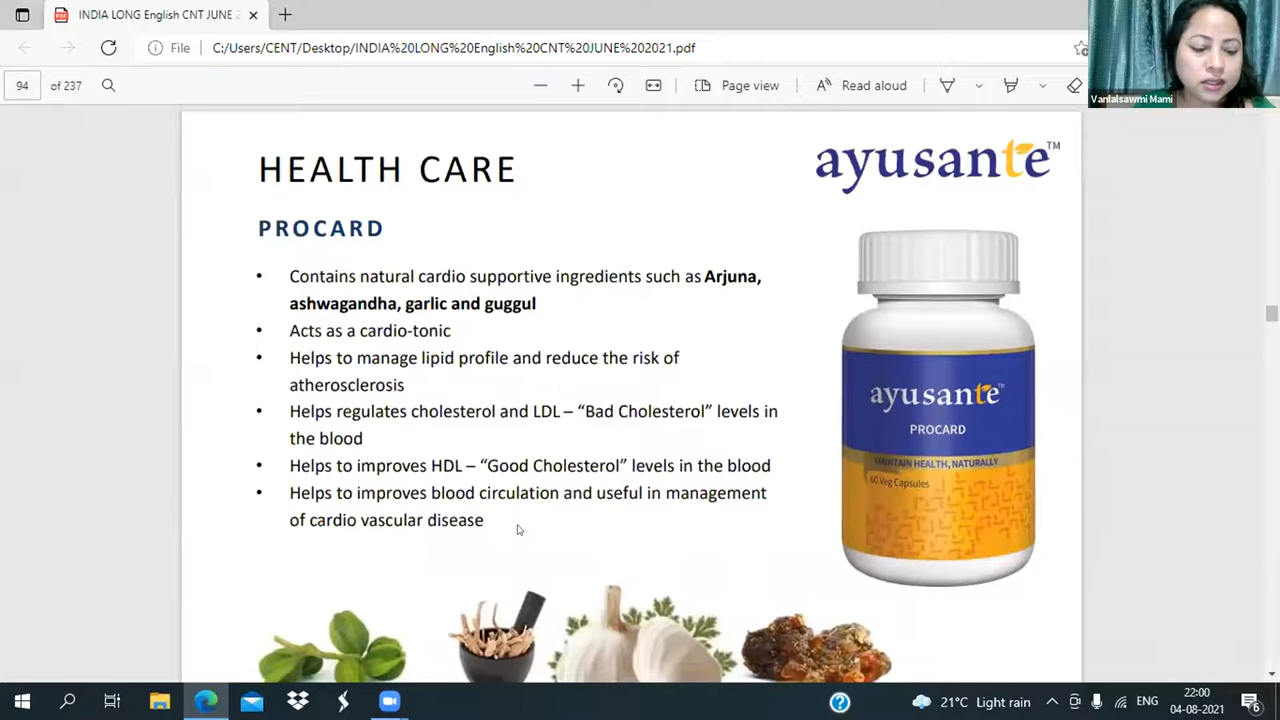 INDIA LONG English CNT JUNE 2
File
C:/Users/CENT/Desktop/INDIA%20LONG%20English%20CNT%20JUNE%202021.pdf
94 of 237
Page view
Read aloud
Vanlalsawmi Mami
HEALTH CARE
ayusante™
PROCARD
• Contains natural cardio supportive ingredients such as Arjuna,
ashwagandha, garlic and guggul
• Acts as a cardio-tonic
• Helps to manage lipid profile and reduce the risk of
atherosclerosis
• Helps regulates cholesterol and LDL – “Bad Cholesterol” levels in
the blood
• Helps to improves HDL – “Good Cholesterol” levels in the blood
• Helps to improves blood circulation and useful in management
of cardio vascular disease
ayusante™
PROCARD
MAINTAIN HEALTH, NATURALLY
60 Veg Capsules
21°C Light rain
ENG
22:00
04-08-2021
6